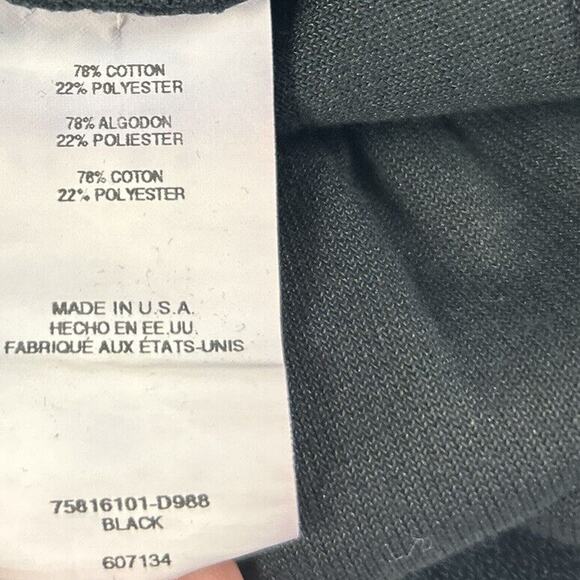 78% COTTON
22% POLYESTER
78% ALGODON
22% POLIESTER
78% COTON
22% POLYESTER
MADE IN U.S.A.
HECHO EN EE.UU.
FABRIQUÉ AUX ÉTATS-UNIS
75816101-D988
BLACK
607134